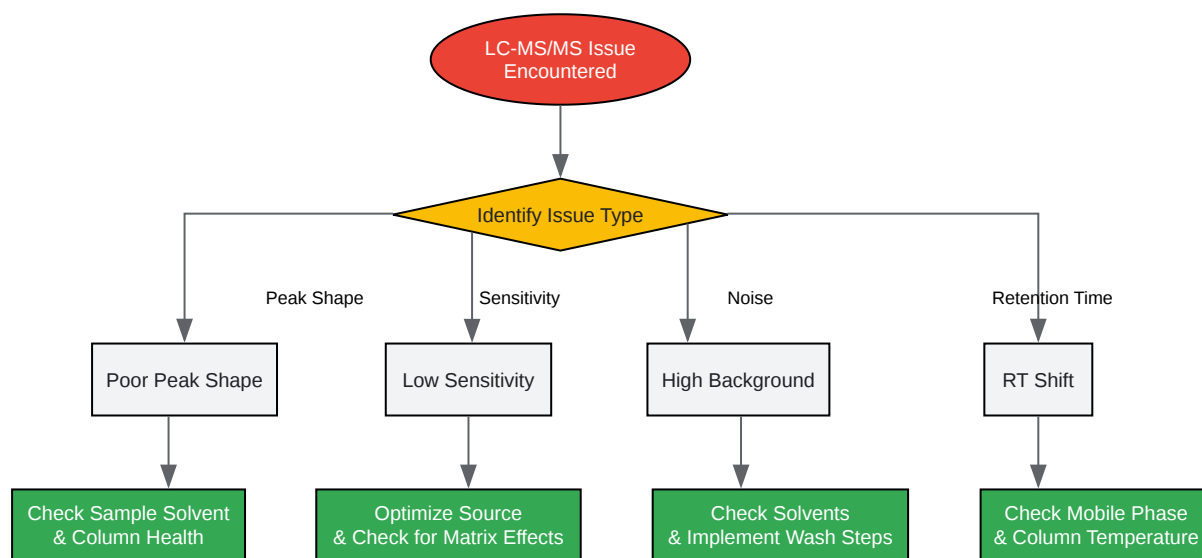 LC-MS/MS Issue
Encountered
Identify Issue Type
Peak Shape
Sensitivity
Noise
Retention Time
Poor Peak Shape
Low Sensitivity
High Background
RT Shift
Check Sample Solvent
& Column Health
Optimize Source
& Check for Matrix Effects
Check Solvents
& Implement Wash Steps
Check Mobile Phase
& Column Temperature